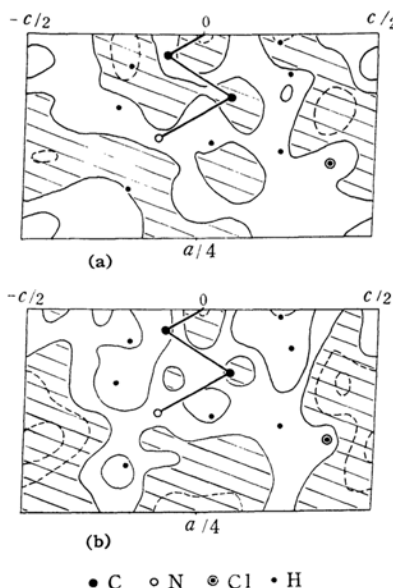 −c/2 0 c/2
(a) a/4
−c/2 0 c/2
(b) a/4
● C ○ N ◉ Cl • H